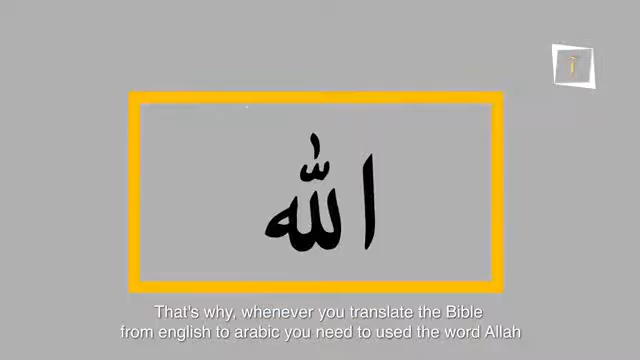 الله
That's why, whenever you translate the Bible
from english to arabic you need to used the word Allah